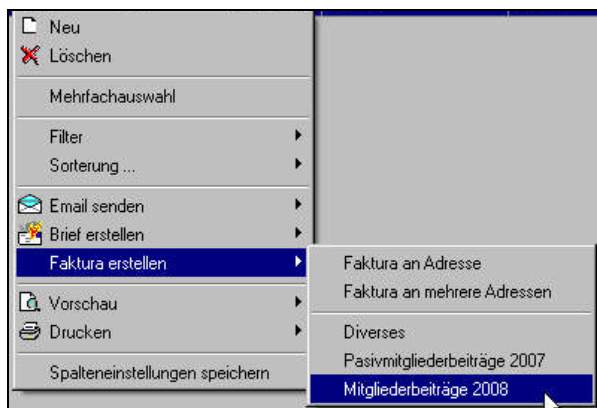 Neu
Löschen
Mehrfachauswahl
Filter
Sorterung ...
Email senden
Brief erstellen
Faktura erstellen
Vorschau
Drucken
Spalteneinstellungen speichern
Faktura an Adresse
Faktura an mehrere Adressen
Diverses
Pasivmitgliederbeiträge 2007
Mitgliederbeiträge 2008